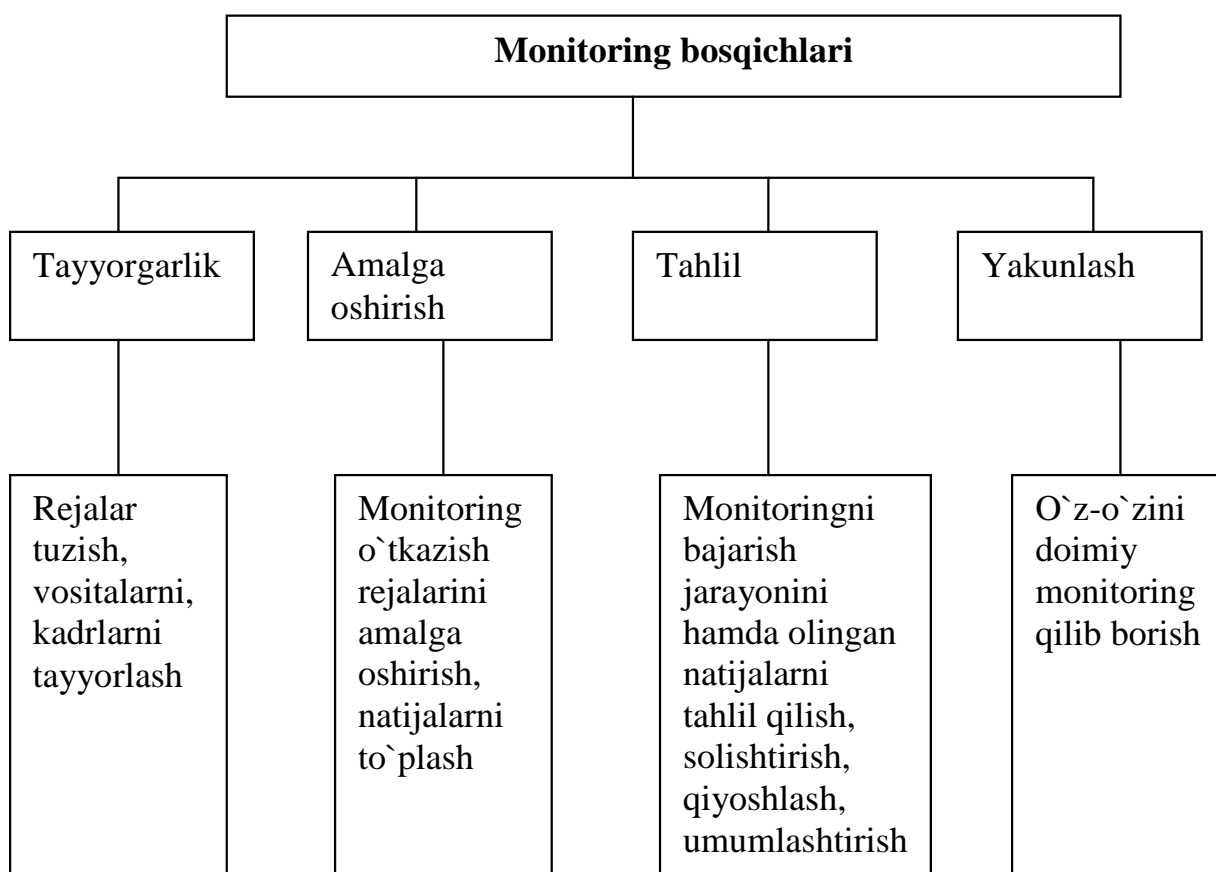 Monitoring bosqichlari
Tayyorgarlik
Amalga
oshirish
Tahlil
Yakunlash
Rejalar
tuzish,
vositalarni,
kadrlarni
tayyorlash
Monitoring
o`tkazish
rejalarini
amalga
oshirish,
natijalarni
to`plash
Monitoringni
bajarish
jarayonini
hamda olingan
natijalarni
tahlil qilish,
solishtirish,
qiyoshlash,
umumlashtirish
O`z-o`zini
doimiy
monitoring
qilib borish